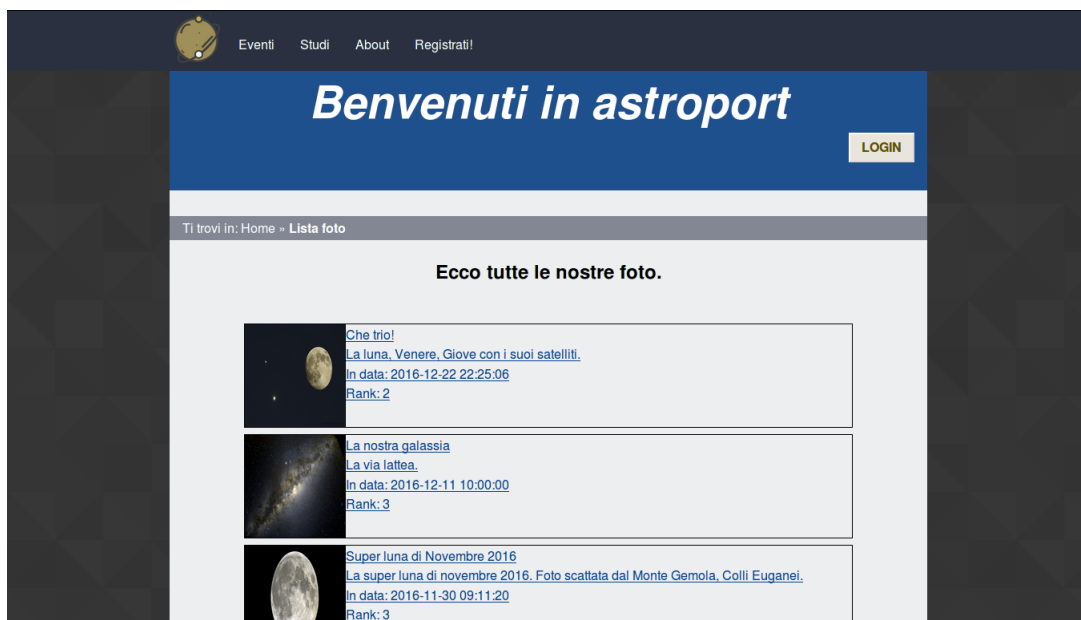 Eventi Studi About Registrati!
Benvenuti in astroport
LOGIN
Ti trovi in: Home » Lista foto
Ecco tutte le nostre foto.
Che trio!
La luna, Venere, Giove con i suoi satelliti.
In data: 2016-12-22 22:25:06
Rank: 2
La nostra galassia
La via lattea.
In data: 2016-12-11 10:00:00
Rank: 3
Super luna di Novembre 2016
La super luna di novembre 2016. Foto scattata dal Monte Gemola, Colli Euganei.
In data: 2016-11-30 09:11:20
Rank: 3